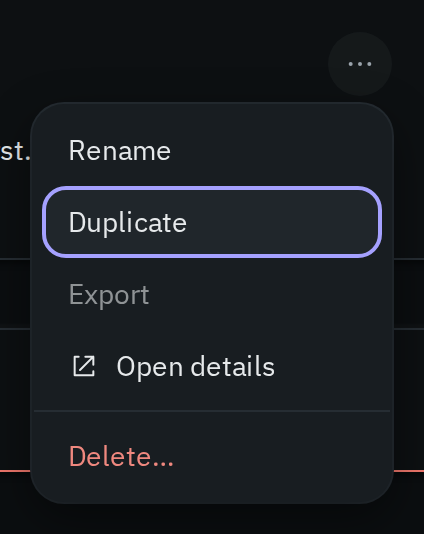 st.
Rename
Duplicate
Export
Open details
Delete...